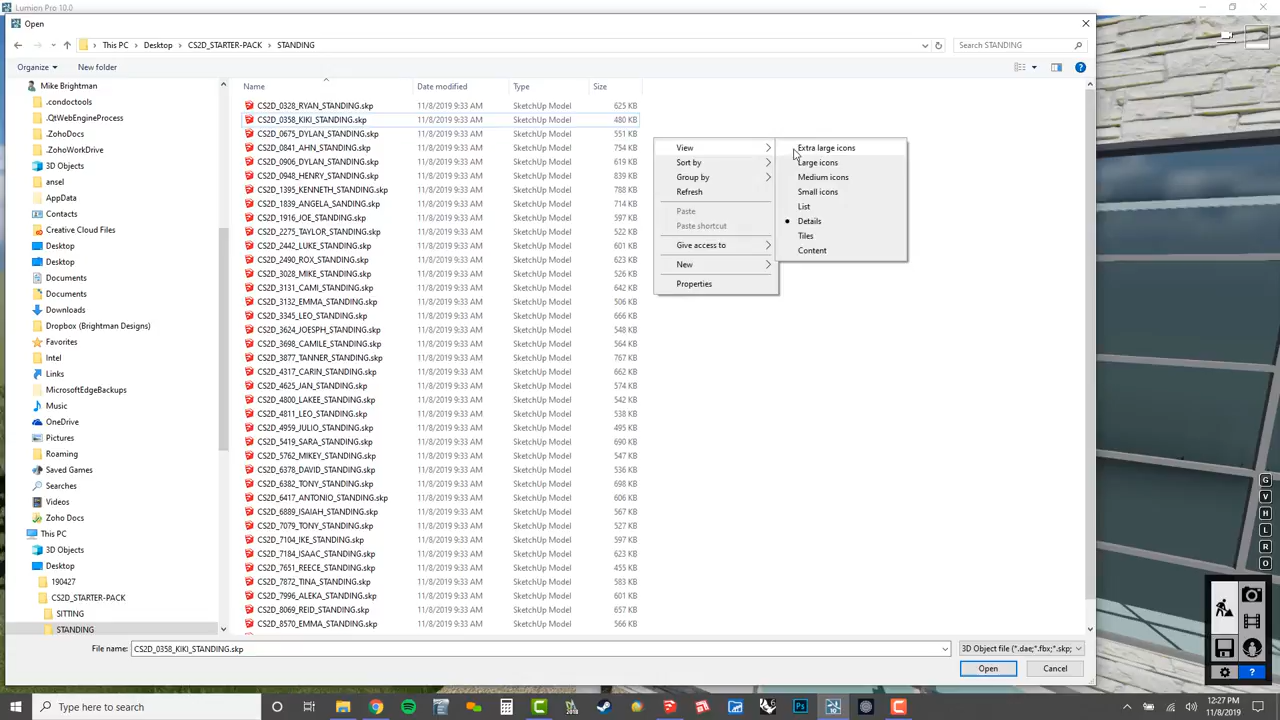 Lumion Pro 10.0
Open
This PC > Desktop > CS2D_STARTER-PACK > STANDING
Search STANDING
Organize
New folder
Name Date modified Type Size
Mike Brightman
.condoctools
.QtWebEngineProcess
.ZohoDocs
.ZohoWorkDrive
3D Objects
ansel
AppData
Contacts
Creative Cloud Files
Desktop
Desktop
Documents
Documents
Downloads
Dropbox (Brightman Designs)
Favorites
Intel
Links
MicrosoftEdgeBackups
Music
OneDrive
Pictures
Roaming
Saved Games
Searches
Videos
Zoho Docs
This PC
3D Objects
Desktop
190427
CS2D_STARTER-PACK
SITTING
STANDING
CS2D_0328_RYAN_STANDING.skp 11/8/2019 9:33 AM SketchUp Model 625 KB
CS2D_0358_KIKI_STANDING.skp 11/8/2019 9:33 AM SketchUp Model 480 KB
CS2D_0675_DYLAN_STANDING.skp 11/8/2019 9:33 AM SketchUp Model 551 KB
CS2D_0841_AHN_STANDING.skp 11/8/2019 9:33 AM SketchUp Model 564 KB
CS2D_0906_DYLAN_STANDING.skp 11/8/2019 9:33 AM SketchUp Model 619 KB
CS2D_0948_HENRY_STANDING.skp 11/8/2019 9:33 AM SketchUp Model 630 KB
CS2D_1395_KENNETH_STANDING.skp 11/8/2019 9:33 AM SketchUp Model 788 KB
CS2D_1839_ANGELA_SANDING.skp 11/8/2019 9:33 AM SketchUp Model 530 KB
CS2D_1916_JOE_STANDING.skp 11/8/2019 9:33 AM SketchUp Model 562 KB
CS2D_2275_TAYLOR_STANDING.skp 11/8/2019 9:33 AM SketchUp Model 607 KB
CS2D_2442_LUKE_STANDING.skp 11/8/2019 9:33 AM SketchUp Model 601 KB
CS2D_2490_ROX_STANDING.skp 11/8/2019 9:33 AM SketchUp Model 573 KB
CS2D_3028_MIKE_STANDING.skp 11/8/2019 9:33 AM SketchUp Model 526 KB
CS2D_3131_CAMI_STANDING.skp 11/8/2019 9:33 AM SketchUp Model 642 KB
CS2D_3132_EMMA_STANDING.skp 11/8/2019 9:33 AM SketchUp Model 506 KB
CS2D_3345_LEO_STANDING.skp 11/8/2019 9:33 AM SketchUp Model 666 KB
CS2D_3624_JOESPH_STANDING.skp 11/8/2019 9:33 AM SketchUp Model 548 KB
CS2D_3698_CAMILE_STANDING.skp 11/8/2019 9:33 AM SketchUp Model 564 KB
CS2D_3877_TANNER_STANDING.skp 11/8/2019 9:33 AM SketchUp Model 767 KB
CS2D_4317_CARIN_STANDING.skp 11/8/2019 9:33 AM SketchUp Model 642 KB
CS2D_4625_JAN_STANDING.skp 11/8/2019 9:33 AM SketchUp Model 574 KB
CS2D_4800_LAKEE_STANDING.skp 11/8/2019 9:33 AM SketchUp Model 642 KB
CS2D_4811_LEO_STANDING.skp 11/8/2019 9:33 AM SketchUp Model 538 KB
CS2D_4959_JULIO_STANDING.skp 11/8/2019 9:33 AM SketchUp Model 495 KB
CS2D_5419_SARA_STANDING.skp 11/8/2019 9:33 AM SketchUp Model 690 KB
CS2D_5762_MIKEY_STANDING.skp 11/8/2019 9:33 AM SketchUp Model 547 KB
CS2D_6378_DAVID_STANDING.skp 11/8/2019 9:33 AM SketchUp Model 536 KB
CS2D_6382_TONY_STANDING.skp 11/8/2019 9:33 AM SketchUp Model 698 KB
CS2D_6417_ANTONIO_STANDING.skp 11/8/2019 9:33 AM SketchUp Model 606 KB
CS2D_6889_ISAIAH_STANDING.skp 11/8/2019 9:33 AM SketchUp Model 567 KB
CS2D_7079_TONY_STANDING.skp 11/8/2019 9:33 AM SketchUp Model 527 KB
CS2D_7104_IKE_STANDING.skp 11/8/2019 9:33 AM SketchUp Model 597 KB
CS2D_7184_ISAAC_STANDING.skp 11/8/2019 9:33 AM SketchUp Model 623 KB
CS2D_7651_REECE_STANDING.skp 11/8/2019 9:33 AM SketchUp Model 455 KB
CS2D_7872_TINA_STANDING.skp 11/8/2019 9:33 AM SketchUp Model 583 KB
CS2D_7996_ALEKA_STANDING.skp 11/8/2019 9:33 AM SketchUp Model 601 KB
CS2D_8069_REID_STANDING.skp 11/8/2019 9:33 AM SketchUp Model 657 KB
CS2D_8570_EMMA_STANDING.skp 11/8/2019 9:33 AM SketchUp Model 566 KB
View
Sort by
Group by
Refresh
Paste
Paste shortcut
Give access to
New
Properties
Extra large icons
Large icons
Medium icons
Small icons
List
Details
Tiles
Content
File name: CS2D_0358_KIKI_STANDING.skp
3D Object file (*.dae;*.fbx;*.skp;
Open
Cancel
G
V
H
L
R
O
?
Type here to search
12:27 PM
11/8/2019